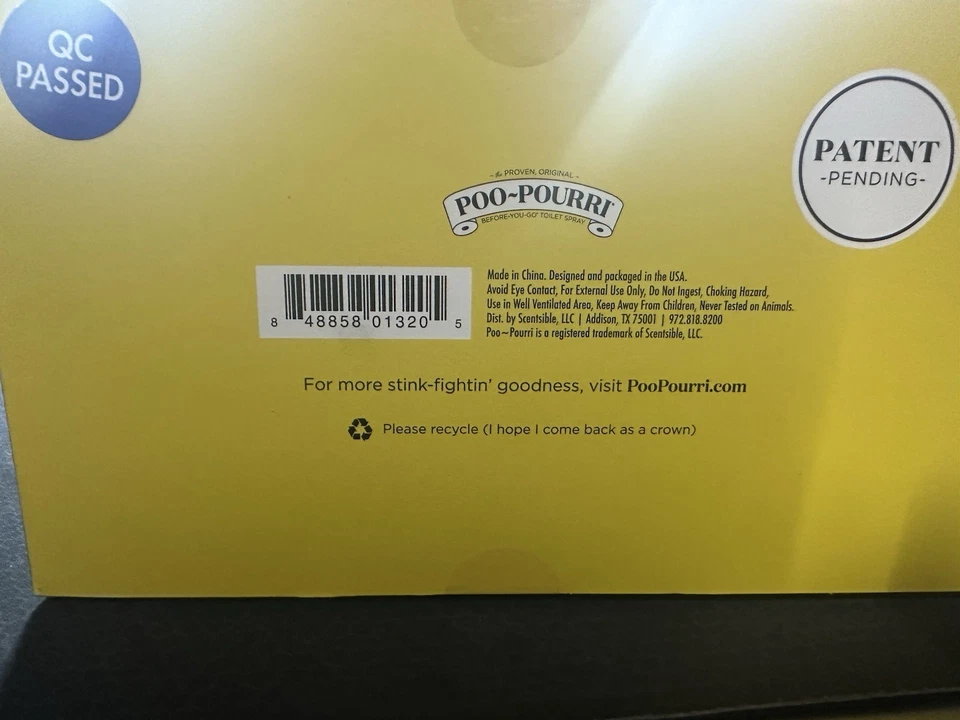 QC
PASSED
PATENT
-PENDING-
~the PROVEN, ORIGINAL~
POO~POURRI
BEFORE-YOU-GO® TOILET SPRAY
8 48858 01320 5
Made in China. Designed and packaged in the USA.
Avoid Eye Contact, For External Use Only, Do Not Ingest, Choking Hazard,
Use in Well Ventilated Area, Keep Away From Children, Never Tested on Animals.
Dist. by Scentsible, LLC | Addison, TX 75001 | 972.818.8200
Poo~Pourri is a registered trademark of Scentsible, LLC.
For more stink-fightin' goodness, visit PooPourri.com
Please recycle (I hope I come back as a crown)